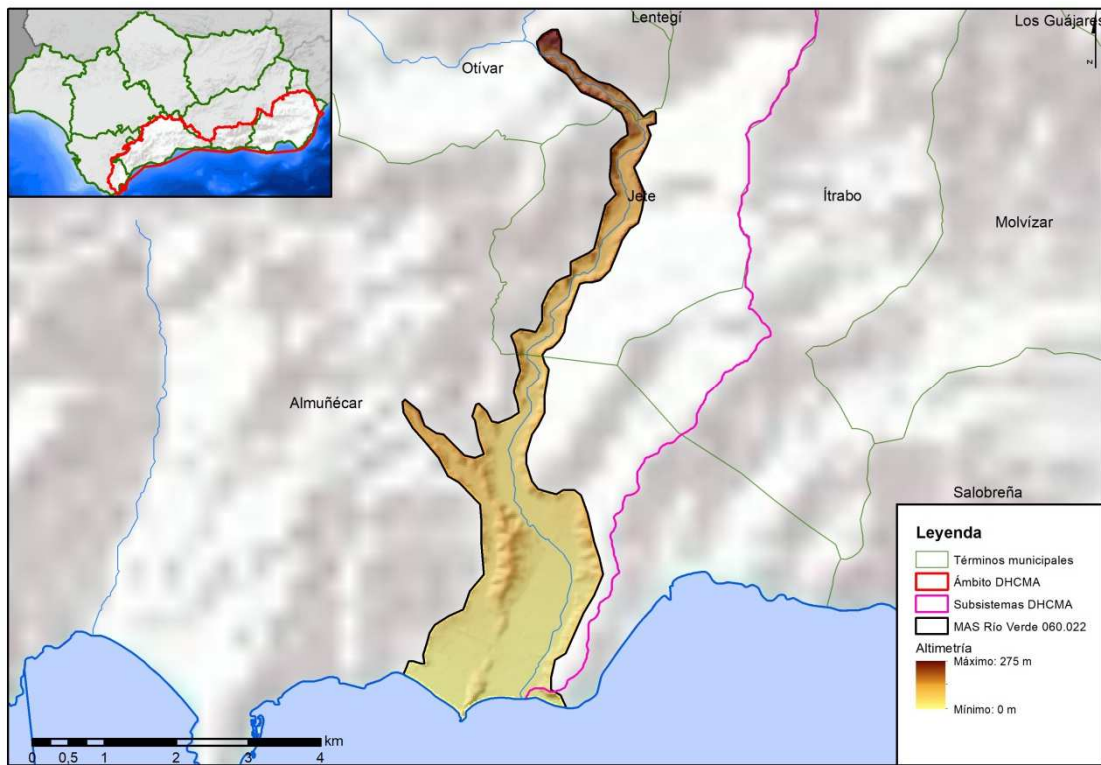 Lentegí
Los Guájares
N
Otívar
Jete
Ítrabo
Molvízar
Almuñécar
Salobreña
Leyenda
Términos municipales
Ámbito DHCMA
Subsistemas DHCMA
MAS Río Verde 060.022
Altimetría
Máximo: 275 m
Mínimo: 0 m
km
0 0,5 1 2 3 4